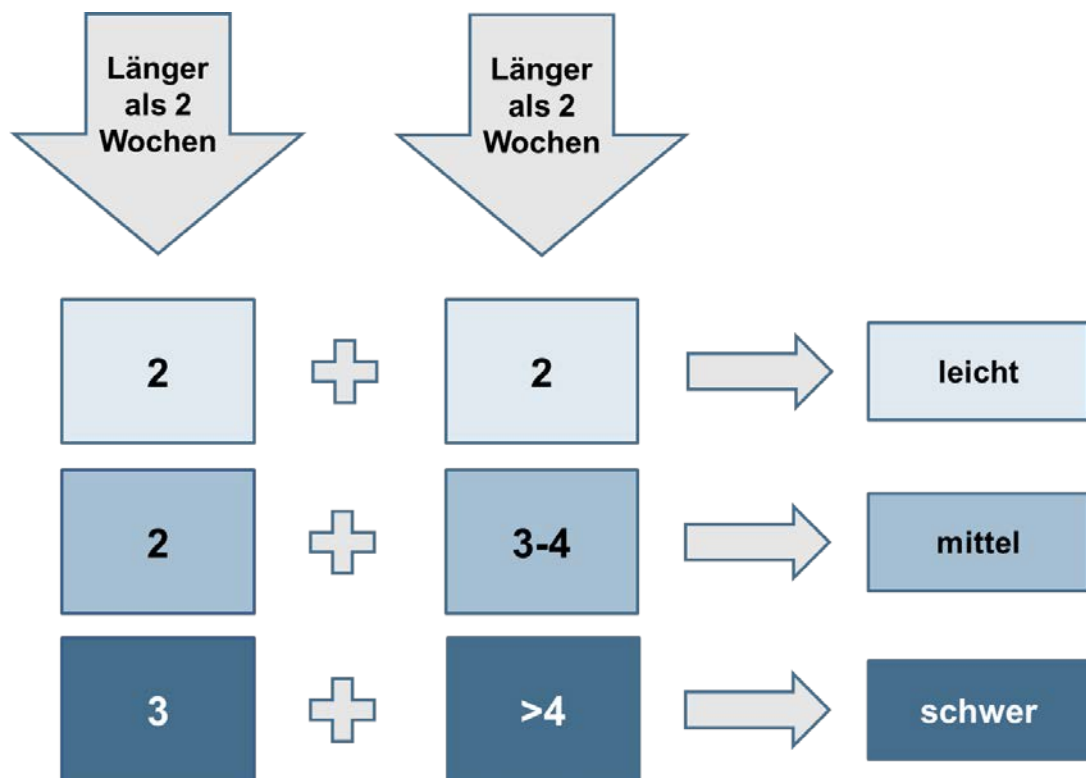 Länger
als 2
Wochen
Länger
als 2
Wochen
2
2
leicht
2
3-4
mittel
3
>4
schwer